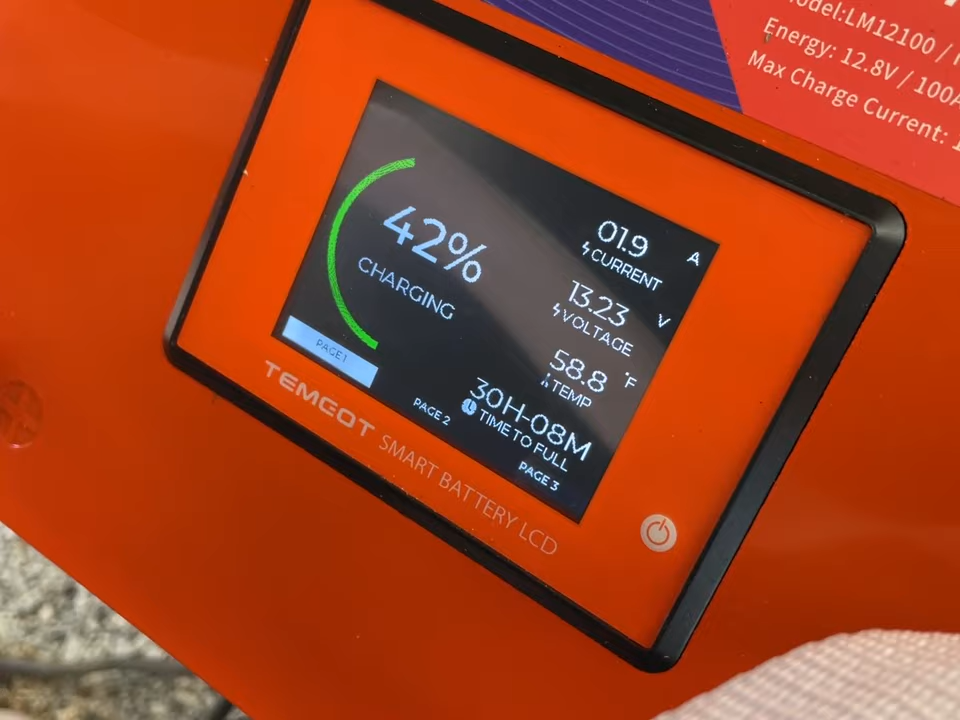 Model:LM12100 /
Energy: 12.8V / 100A
Max Charge Current:
42%
CHARGING
01.9 A
CURRENT
13.23 V
VOLTAGE
58.8 °F
TEMP
30H-08M
TIME TO FULL
PAGE 1
PAGE 2
PAGE 3
TEMGOT SMART BATTERY LCD